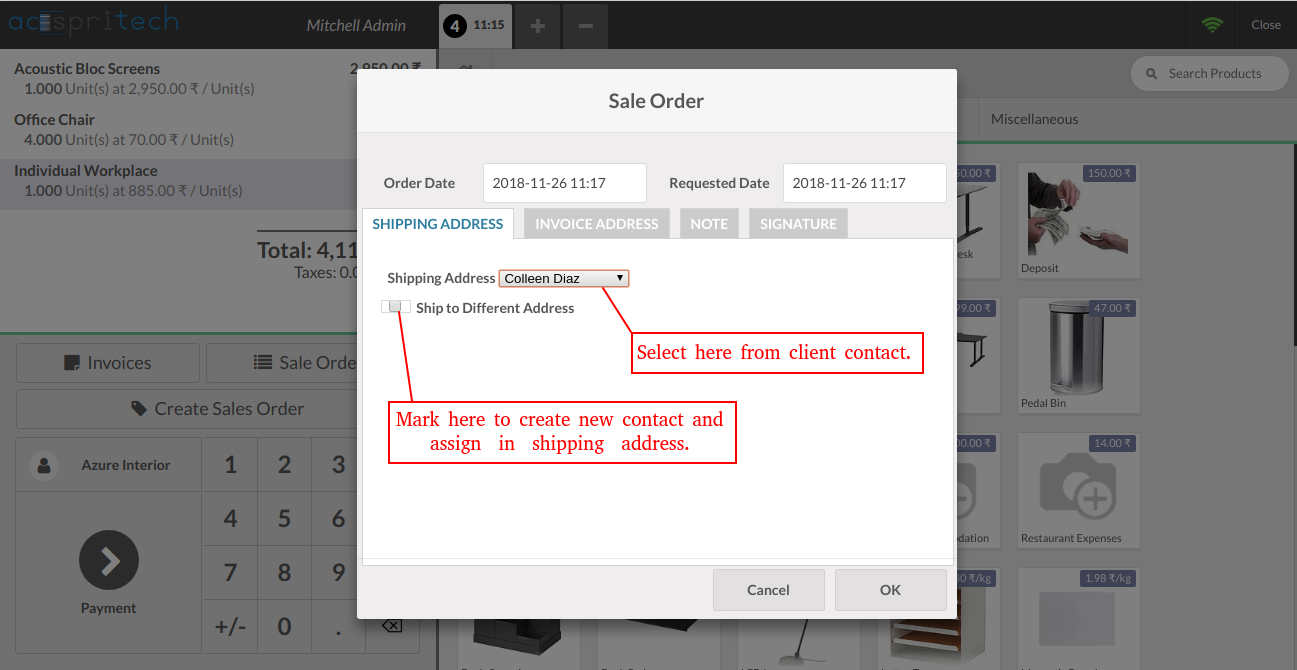 acespritech
Mitchell Admin
4 11:15
Close
Acoustic Bloc Screens 2,950.00 ₹
1.000 Unit(s) at 2,950.00 ₹ / Unit(s)
Office Chair
4.000 Unit(s) at 70.00 ₹ / Unit(s)
Individual Workplace
1.000 Unit(s) at 885.00 ₹ / Unit(s)
Total: 4,11
Taxes: 0.0
Search Products
Miscellaneous
Invoices
Sale Orde
Create Sales Order
Azure Interior
Payment
1 2 3
4 5 6
7 8 9
+/- 0 .
Sale Order
Order Date 2018-11-26 11:17 Requested Date 2018-11-26 11:17
SHIPPING ADDRESS INVOICE ADDRESS NOTE SIGNATURE
Shipping Address Colleen Diaz
Ship to Different Address
Select here from client contact.
Mark here to create new contact and
assign in shipping address.
Cancel OK
150.00 ₹
esk
Deposit
47.00 ₹
Pedal Bin
14.00 ₹
dation
Restaurant Expenses
1.98 ₹/kg